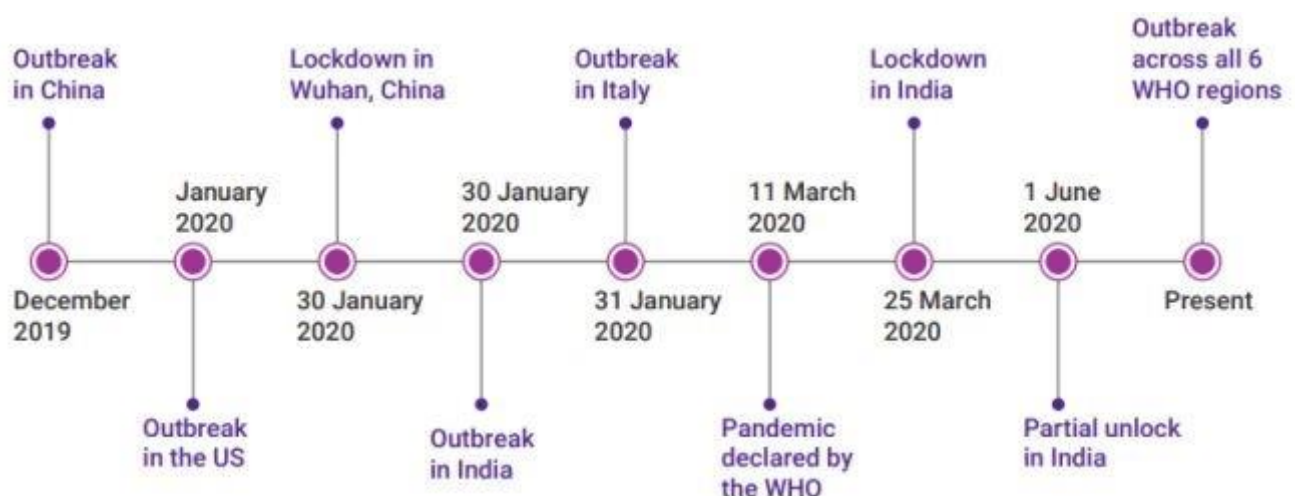 Outbreak
in China
Lockdown in
Wuhan, China
Outbreak
in Italy
Lockdown
in India
Outbreak
across all 6
WHO regions
January
2020
30 January
2020
11 March
2020
1 June
2020
December
2019
30 January
2020
31 January
2020
25 March
2020
Present
Outbreak
in the US
Outbreak
in India
Pandemic
declared by
the WHO
Partial unlock
in India